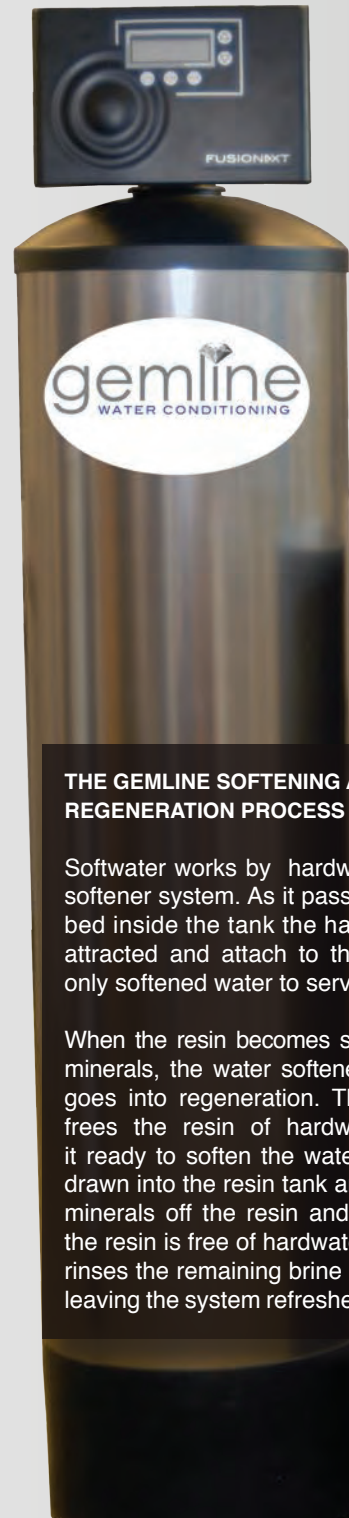 FUSIONXT
gemline
WATER CONDITIONING
THE GEMLINE SOFTENING
REGENERATION PROCESS
Softwater works by hardw
softener system. As it pass
bed inside the tank the ha
attracted and attach to th
only softened water to serv
When the resin becomes s
minerals, the water softene
goes into regeneration. Th
frees the resin of hardw
it ready to soften the wate
drawn into the resin tank a
minerals off the resin and
the resin is free of hardwate
rinses the remaining brine
leaving the system refreshe